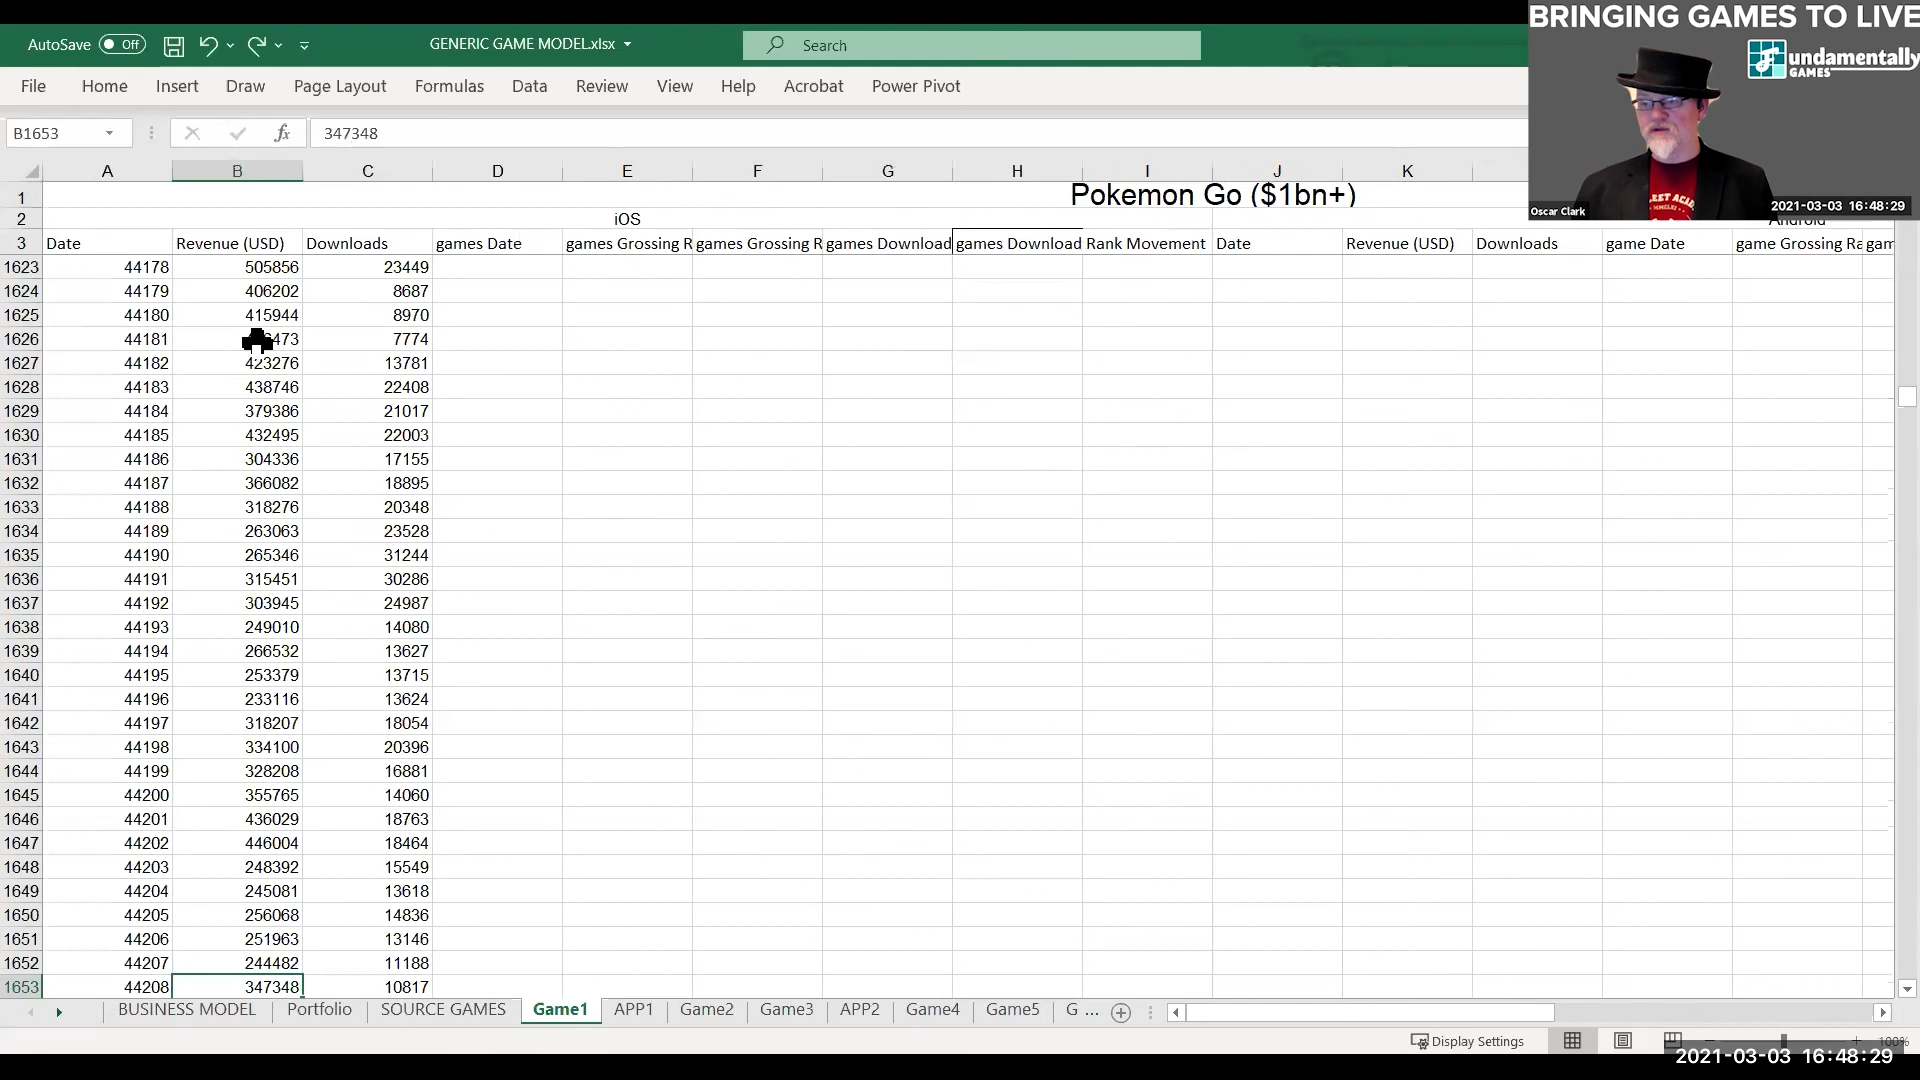 BRINGING GAMES TO LIVE
undamentally
GAMES
AutoSave Off
GENERIC GAME MODEL.xlsx
Search
File Home Insert Draw Page Layout Formulas Data Review View Help Acrobat Power Pivot
B1653 fx 347348
Oscar Clark 2021-03-03 16:48:29
A B C D E F G H I J K
1 Pokemon Go ($1bn+)
2 iOS Android
3 Date Revenue (USD) Downloads games Date games Grossing R games Grossing R games Download games Download Rank Movement Date Revenue (USD) Downloads game Date game Grossing Ra gam
1623 44178 505856 23449
1624 44179 406202 8687
1625 44180 415944 8970
1626 44181 473 7774
1627 44182 423276 13781
1628 44183 438746 22408
1629 44184 379386 21017
1630 44185 432495 22003
1631 44186 304336 17155
1632 44187 366082 18895
1633 44188 318276 20348
1634 44189 263063 23528
1635 44190 265346 31244
1636 44191 315451 30286
1637 44192 303945 24987
1638 44193 249010 14080
1639 44194 266532 13627
1640 44195 253379 13715
1641 44196 233116 13624
1642 44197 318207 18054
1643 44198 334100 20396
1644 44199 328208 16881
1645 44200 355765 14060
1646 44201 436029 18763
1647 44202 446004 18464
1648 44203 248392 15549
1649 44204 245081 13618
1650 44205 256068 14836
1651 44206 251963 13146
1652 44207 244482 11188
1653 44208 347348 10817
BUSINESS MODEL Portfolio SOURCE GAMES Game1 APP1 Game2 Game3 APP2 Game4 Game5 G ...
Display Settings 100%
2021-03-03 16:48:29